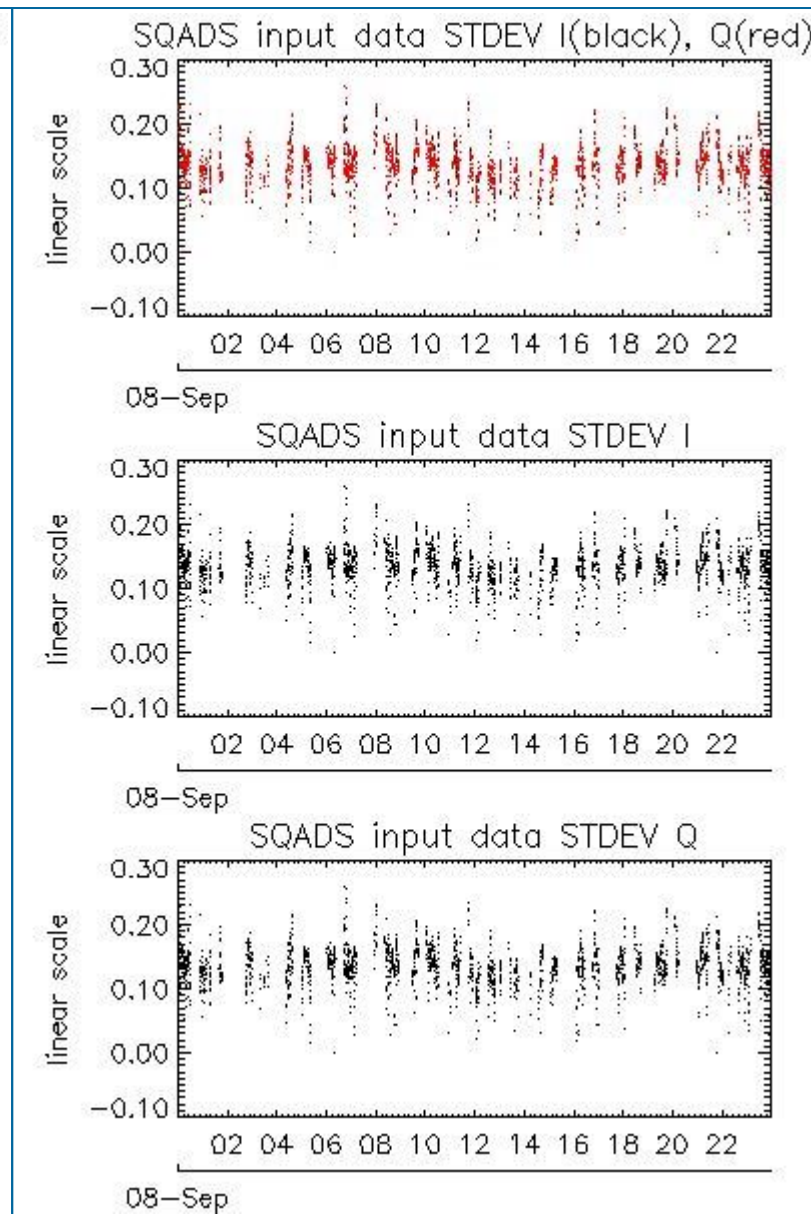 SQADS input data STDEV I(black), Q(red)
0.30
0.20
0.10
0.00
−0.10
linear scale
02 04 06 08 10 12 14 16 18 20 22
08−Sep
SQADS input data STDEV I
0.30
0.20
0.10
0.00
−0.10
linear scale
02 04 06 08 10 12 14 16 18 20 22
08−Sep
SQADS input data STDEV Q
0.30
0.20
0.10
0.00
−0.10
linear scale
02 04 06 08 10 12 14 16 18 20 22
08−Sep